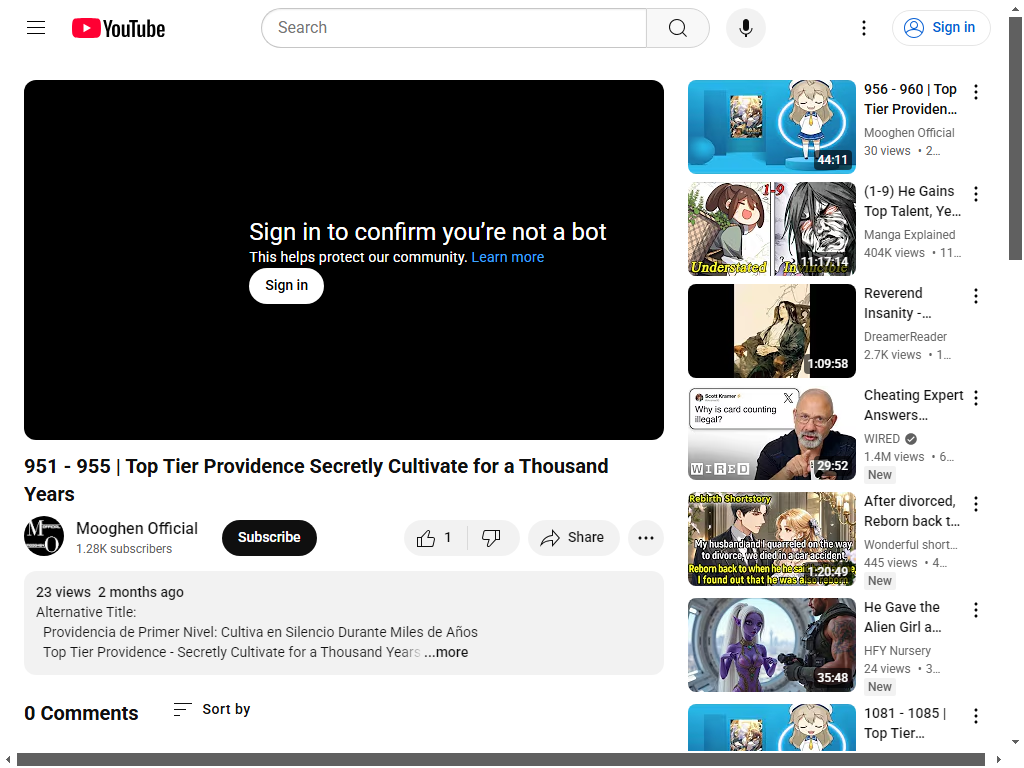 YouTube
Search
Sign in
Sign in to confirm you’re not a bot
This helps protect our community. Learn more
Sign in
951 - 955 | Top Tier Providence Secretly Cultivate for a Thousand
Years
Mooghen Official
1.28K subscribers
Subscribe
1
Share
23 views 2 months ago
Alternative Title:
Providencia de Primer Nivel: Cultiva en Silencio Durante Miles de Años
Top Tier Providence - Secretly Cultivate for a Thousand Years ...more
0 Comments
Sort by
44:11
956 - 960 | Top
Tier Providen...
Mooghen Official
30 views • 2...
1-9
Understated Invincible
11:17:14
(1-9) He Gains
Top Talent, Ye...
Manga Explained
404K views • 11...
1:09:58
Reverend
Insanity -...
DreamerReader
2.7K views • 1...
Scott Kramer
Why is card counting
illegal?
WIRED
29:52
Cheating Expert
Answers...
WIRED
1.4M views • 6...
New
Rebirth Shortstory
My husband and I quarreled on the way
to divorce, we died in a car accident.
Reborn back to when he he sai
I found out that he was also reborn
1:20:49
After divorced,
Reborn back t...
Wonderful short...
445 views • 4...
New
35:48
He Gave the
Alien Girl a...
HFY Nursery
24 views • 3...
New
1081 - 1085 |
Top Tier...